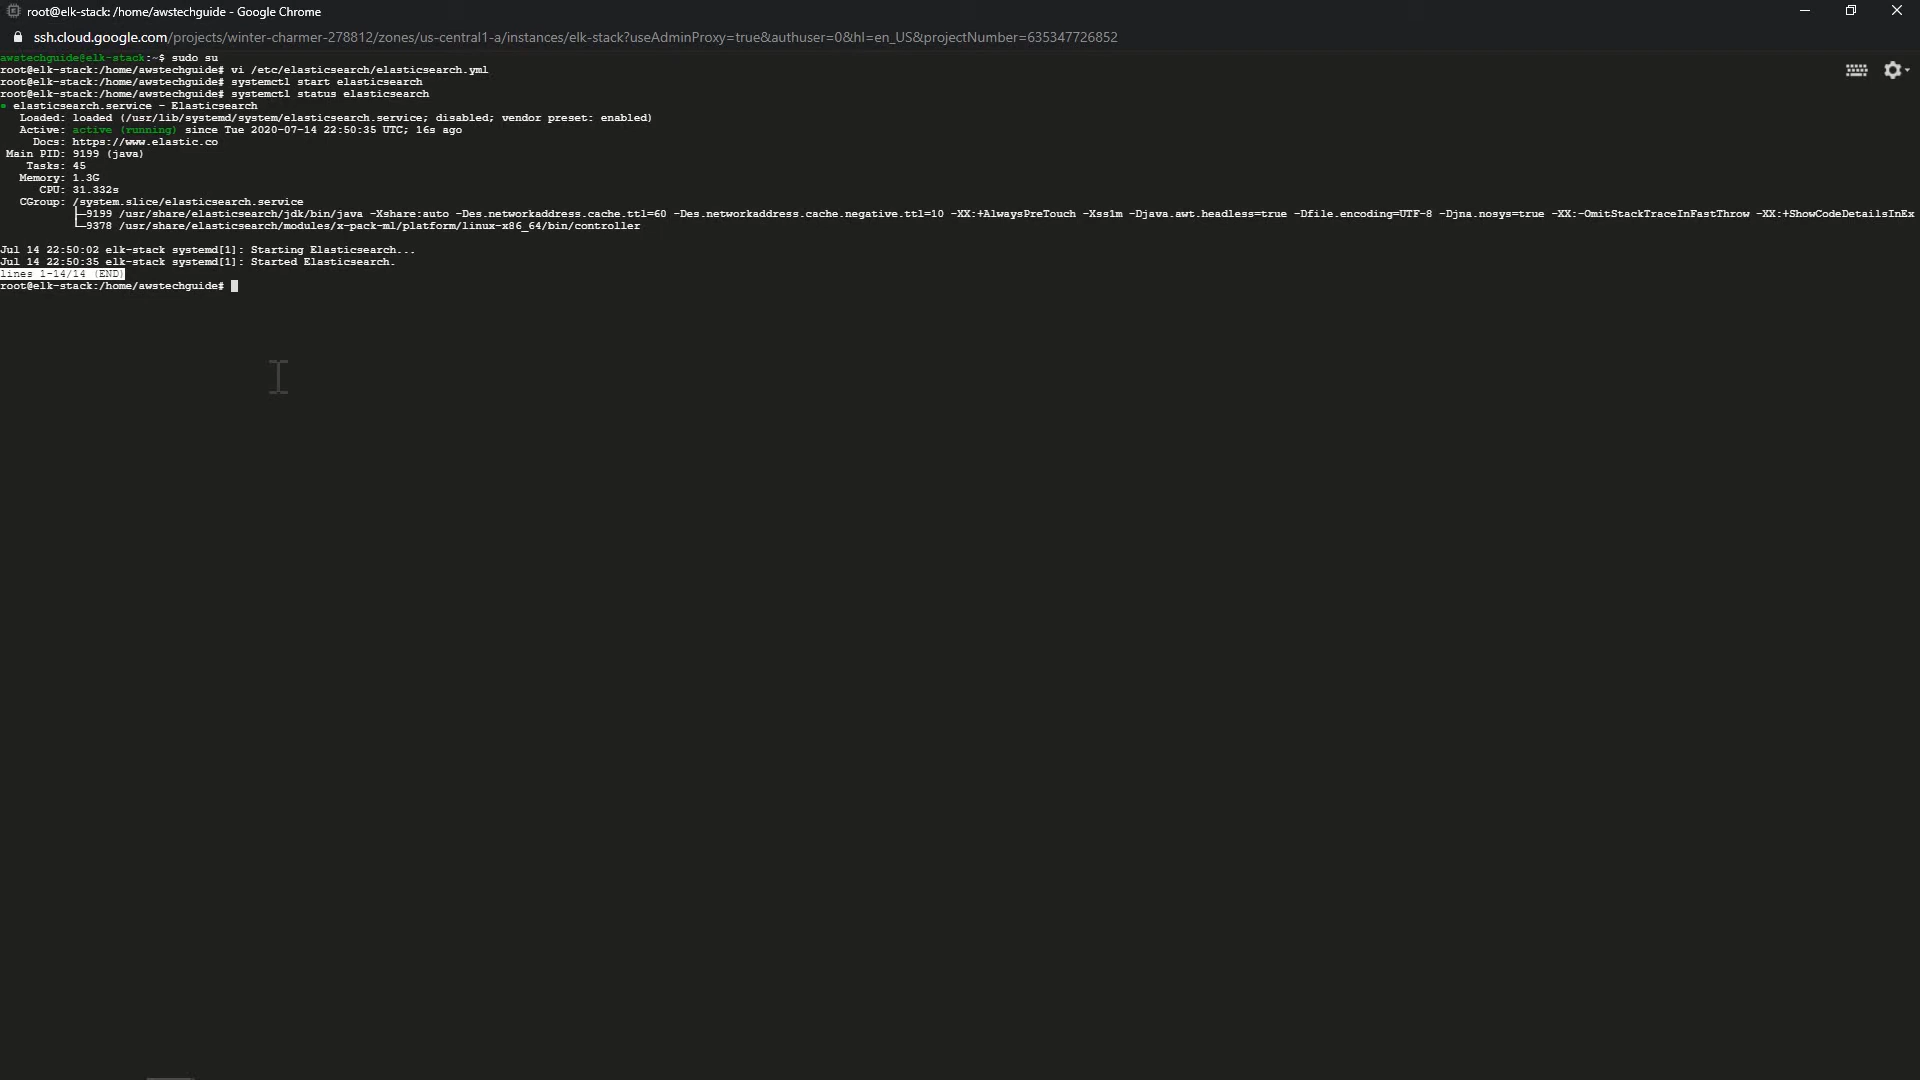 root@elk-stack: /home/awstechguide - Google Chrome
ssh.cloud.google.com/projects/winter-charmer-278812/zones/us-central1-a/instances/elk-stack?useAdminProxy=true&authuser=0&hl=en_US&projectNumber=635347726852
awstechguide@elk-stack:~$ sudo su
root@elk-stack:/home/awstechguide# vi /etc/elasticsearch/elasticsearch.yml
root@elk-stack:/home/awstechguide# systemctl start elasticsearch
root@elk-stack:/home/awstechguide# systemctl status elasticsearch
● elasticsearch.service - Elasticsearch
Loaded: loaded (/usr/lib/systemd/system/elasticsearch.service; disabled; vendor preset: enabled)
Active: active (running) since Tue 2020-07-14 22:50:35 UTC; 16s ago
Docs: https://www.elastic.co
Main PID: 9199 (java)
Tasks: 45
Memory: 1.3G
CPU: 31.332s
CGroup: /system.slice/elasticsearch.service
├─9199 /usr/share/elasticsearch/jdk/bin/java -Xshare:auto -Des.networkaddress.cache.ttl=60 -Des.networkaddress.cache.negative.ttl=10 -XX:+AlwaysPreTouch -Xss1m -Djava.awt.headless=true -Dfile.encoding=UTF-8 -Djna.nosys=true -XX:-OmitStackTraceInFastThrow -XX:+ShowCodeDetailsInEx
└─9378 /usr/share/elasticsearch/modules/x-pack-ml/platform/linux-x86_64/bin/controller
Jul 14 22:50:02 elk-stack systemd[1]: Starting Elasticsearch...
Jul 14 22:50:35 elk-stack systemd[1]: Started Elasticsearch.
lines 1-14/14 (END)
root@elk-stack:/home/awstechguide#